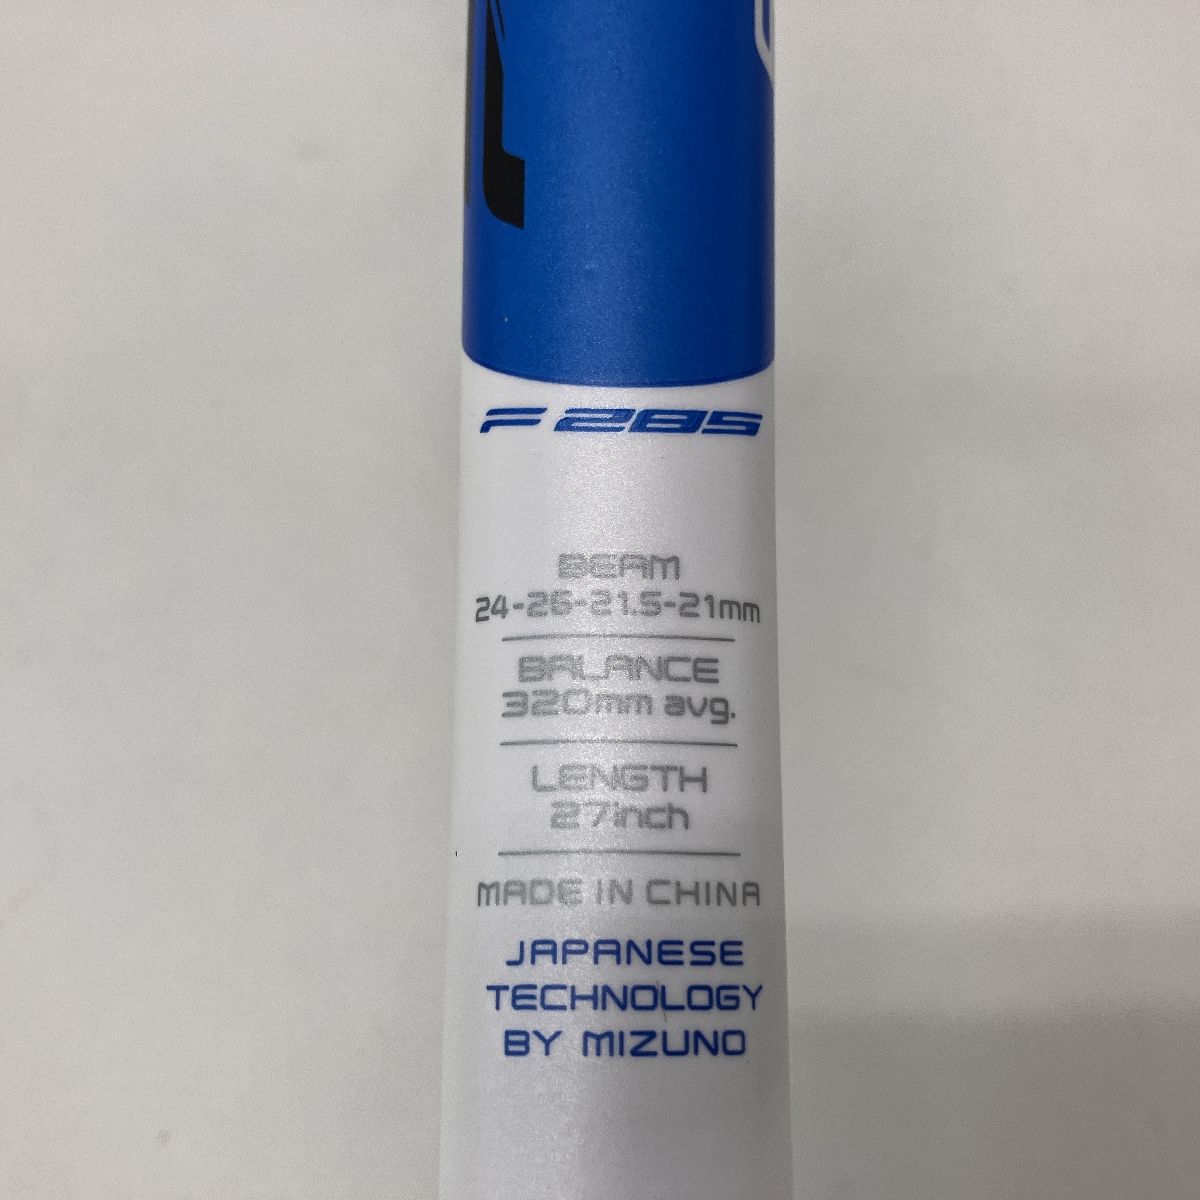 F 285
BEAM
24-26-21.5-21mm
BALANCE
320mm avg.
LENGTH
27inch
MADE IN CHINA
JAPANESE
TECHNOLOGY
BY MIZUNO